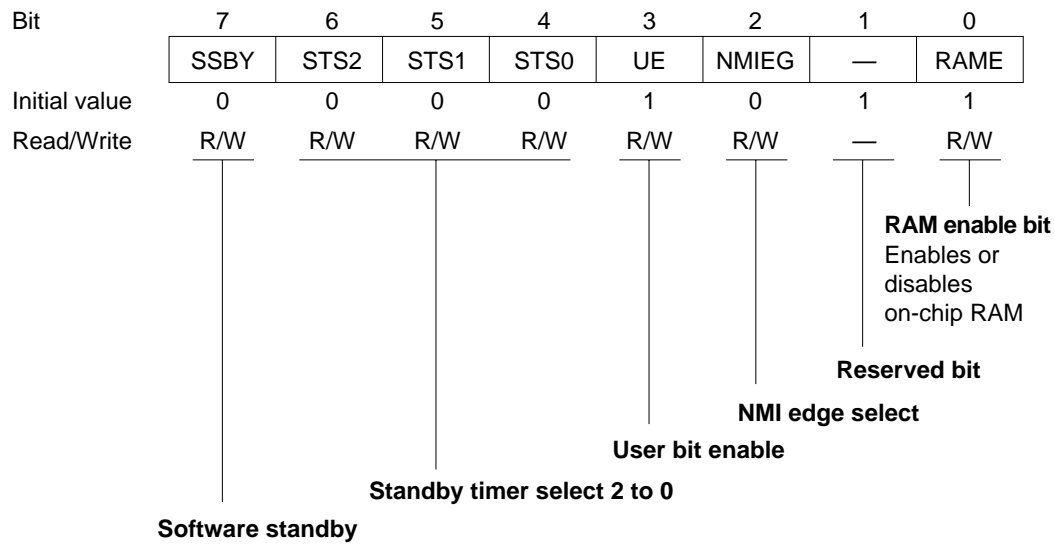 Bit 7 6 5 4 3 2 1 0
SSBY STS2 STS1 STS0 UE NMIEG — RAME
Initial value 0 0 0 0 1 0 1 1
Read/Write R/W R/W R/W R/W R/W R/W — R/W
RAM enable bit
Enables or
disables
on-chip RAM
Reserved bit
NMI edge select
User bit enable
Standby timer select 2 to 0
Software standby